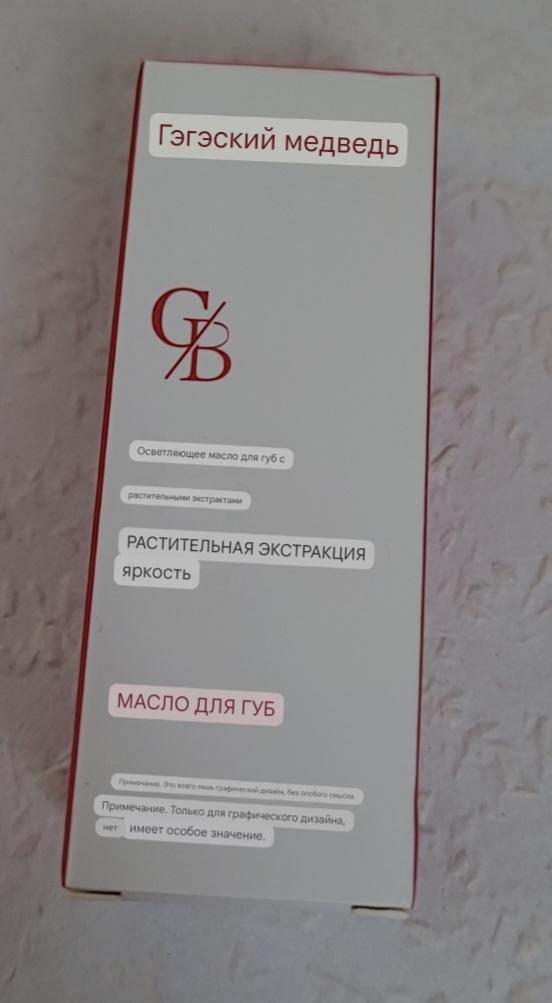 Гэгэский медведь
GB
Осветляющее масло для губ с
растительными экстрактами
РАСТИТЕЛЬНАЯ ЭКСТРАКЦИЯ
яркость
МАСЛО ДЛЯ ГУБ
Примечание. Это всего лишь графический дизайн, без особого смысла.
Примечание. Только для графического дизайна,
нет имеет особое значение.